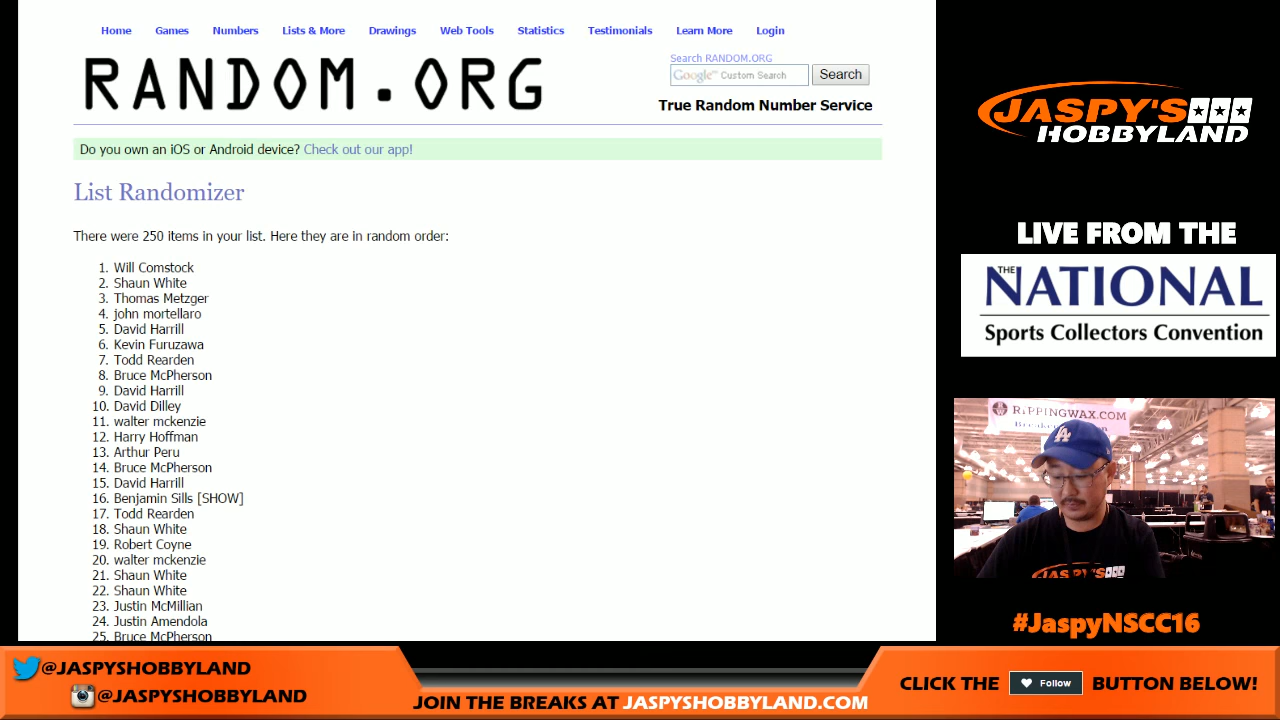 Home Games Numbers Lists & More Drawings Web Tools Statistics Testimonials Learn More Login
RANDOM.ORG
Search RANDOM.ORG
Google™ Custom Search Search
True Random Number Service
Do you own an iOS or Android device? Check out our app!
List Randomizer
There were 250 items in your list. Here they are in random order:
1. Will Comstock
2. Shaun White
3. Thomas Metzger
4. john mortellaro
5. David Harrill
6. Kevin Furuzawa
7. Todd Rearden
8. Bruce McPherson
9. David Harrill
10. David Dilley
11. walter mckenzie
12. Harry Hoffman
13. Arthur Peru
14. Bruce McPherson
15. David Harrill
16. Benjamin Sills [SHOW]
17. Todd Rearden
18. Shaun White
19. Robert Coyne
20. walter mckenzie
21. Shaun White
22. Shaun White
23. Justin McMillian
24. Justin Amendola
25. Bruce McPherson
JASPY'S
HOBBYLAND
LIVE FROM THE
THE NATIONAL
Sports Collectors Convention
RIPPINGWAX.COM
LA
JASPY'S
#JaspyNSCC16
@JASPYSHOBBYLAND
@JASPYSHOBBYLAND
JOIN THE BREAKS AT JASPYSHOBBYLAND.COM
CLICK THE Follow BUTTON BELOW!